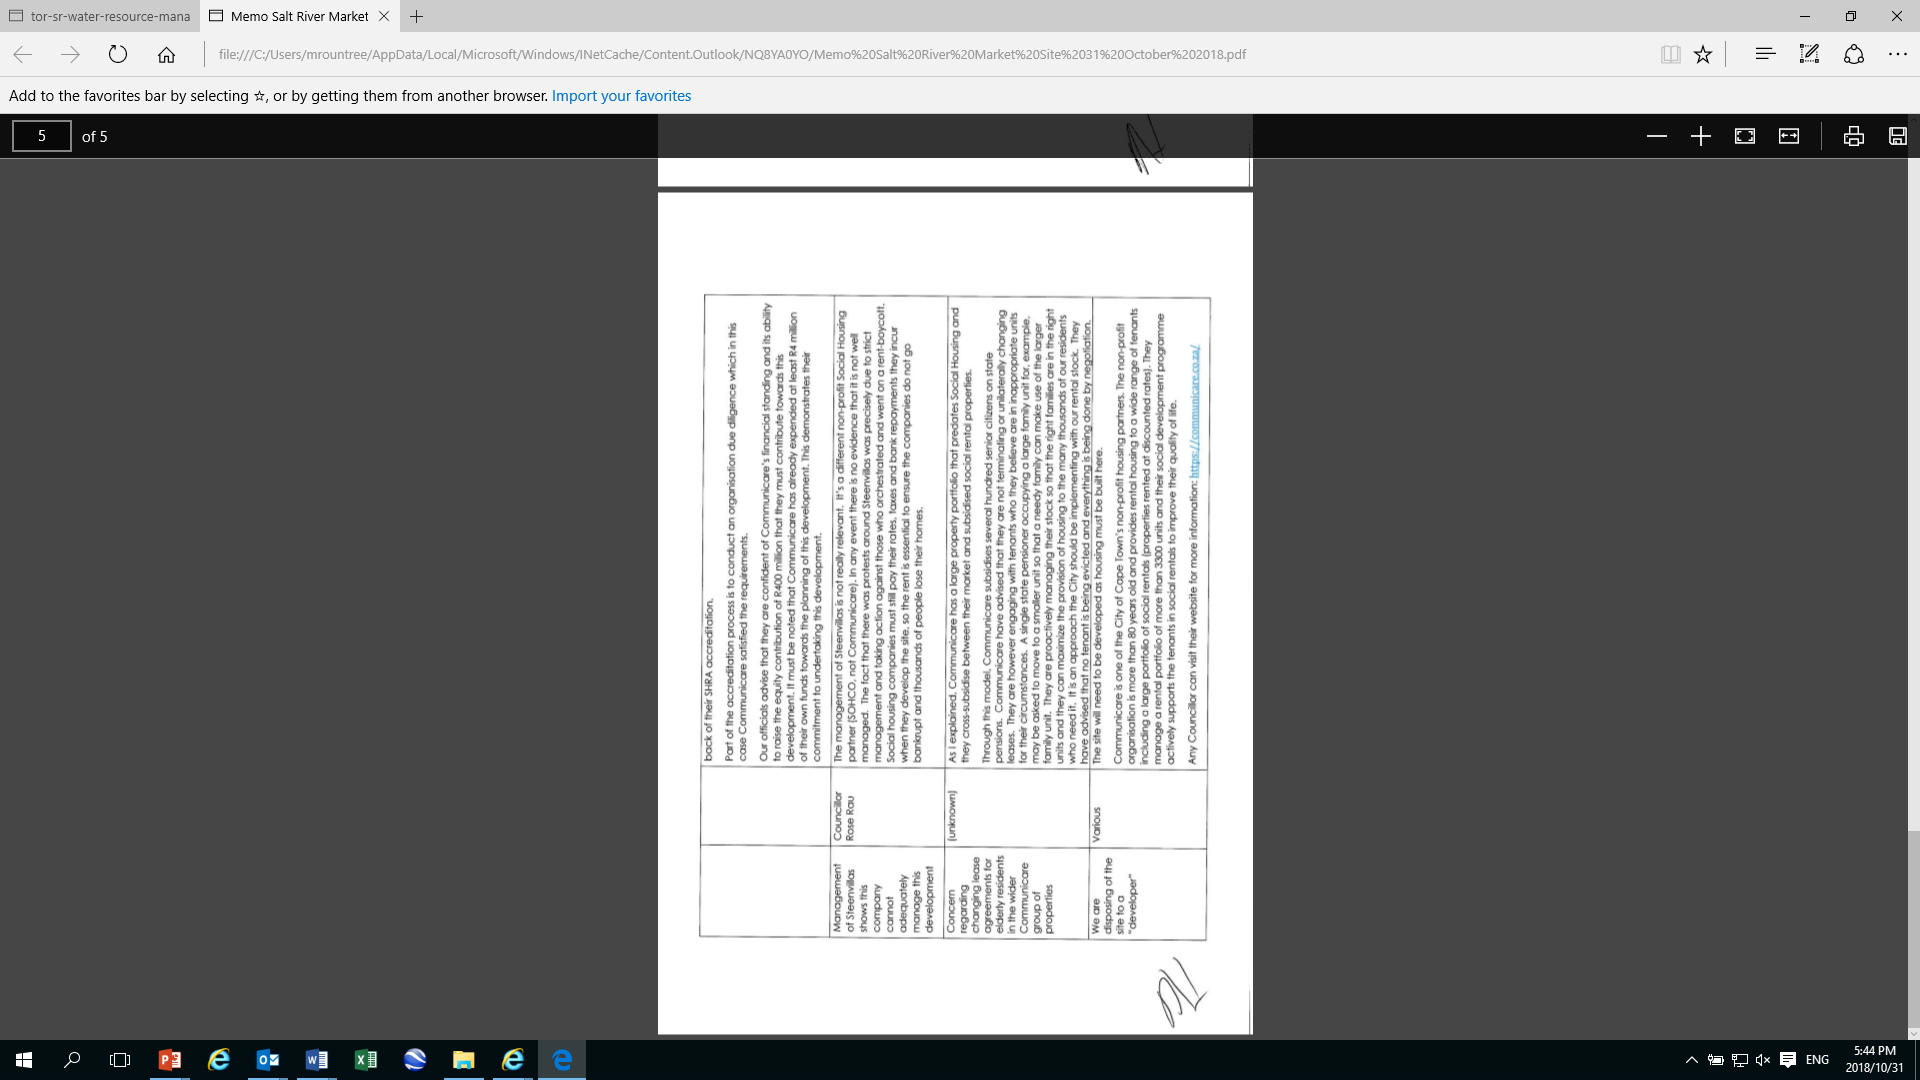 tor-sr-water-resource-mana
Memo Salt River Market
file:///C:/Users/mrountree/AppData/Local/Microsoft/Windows/INetCache/Content.Outlook/NQ8YA0YO/Memo%20Salt%20River%20Market%20Site%2031%20October%202018.pdf
Add to the favorites bar by selecting ☆, or by getting them from another browser. Import your favorites
5 of 5
back of their SHRA accreditation.
Part of the accreditation process is to conduct an organisation due diligence which in this
case Communicare satisfied the requirements.
Our officials advise that they are confident of Communicare's financial standing and its ability
to raise the equity contribution of R400 million that they must contribute towards this
development. It must be noted that Communicare has already expended at least R4 million
of their own funds towards the planning of this development. This demonstrates their
commitment to undertaking this development.
Management
of Steenvillas
shows this
company
cannot
adequately
manage this
development
Councillor
Rose Rau
The management of Steenvillas is not really relevant. It's a different non-profit Social Housing
partner (SOHCO, not Communicare). In any event there is no evidence that it is not well
managed. The fact that there was protests around Steenvillas was precisely due to strict
management and taking action against those who orchestrated and went on a rent-boycott.
Social housing companies must still pay their rates, taxes and bank repayments they incur
when they develop the site, so the rent is essential to ensure the companies do not go
bankrupt and thousands of people lose their homes.
Concern
regarding
changing lease
agreements for
elderly residents
in the wider
Communicare
group of
properties
(unknown)
As I explained, Communicare has a large property portfolio that predates Social Housing and
they cross-subsidise between their market and subsidised social rental properties.
Through this model, Communicare subsidises several hundred senior citizens on state
pensions. Communicare have advised that they are not terminating or unilaterally changing
leases. They are however engaging with tenants who they believe are in inappropriate units
for their circumstances. A single state pensioner occupying a large family unit for, example,
may be asked to move to a smaller unit so that a needy family can make use of the larger
family unit. They are proactively managing their stock so that the right families are in the right
units and they can maximize the provision of housing to the many thousands of our residents
who need it. It is an approach the City should be implementing with our rental stock. They
have advised that no tenant is being evicted and everything is being done by negotiation.
We are
disposing of the
site to a
"developer"
Various
The site will need to be developed as housing must be built here.
Communicare is one of the City of Cape Town's non-profit housing partners. The non-profit
organisation is more than 80 years old and provides rental housing to a wide range of tenants
including a large portfolio of social rentals (properties rented at discounted rates). They
manage a rental portfolio of more than 3300 units and their social development programme
actively supports the tenants in social rentals to improve their quality of life.
Any Councillor can visit their website for more information: https://communicare.co.za/
ENG
5:44 PM
2018/10/31